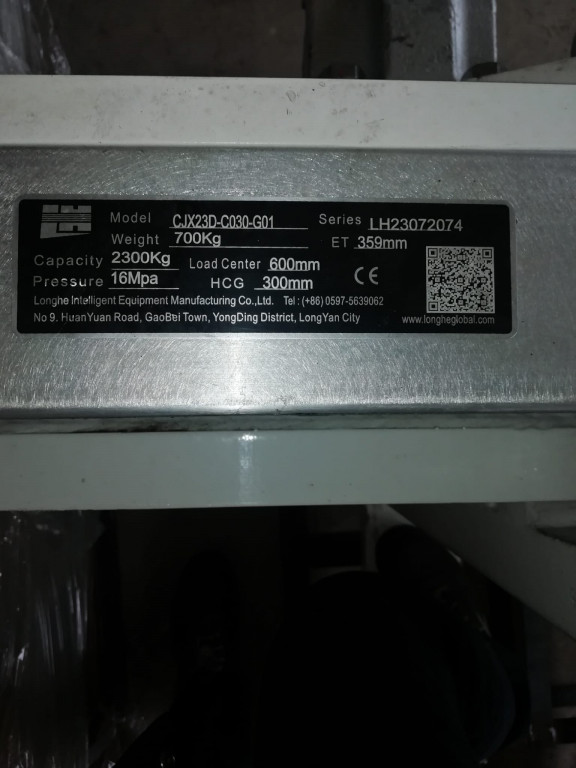 LH
Model CJX23D-C030-G01 Series LH23072074
Weight 700Kg ET 359mm
Capacity 2300Kg Load Center 600mm
Pressure 16Mpa HCG 300mm CE
Longhe Intelligent Equipment Manufacturing Co.,Ltd. Tel : (+86) 0597-5639062
No 9. HuanYuan Road, GaoBei Town, YongDing District, LongYan City www.longheglobal.com